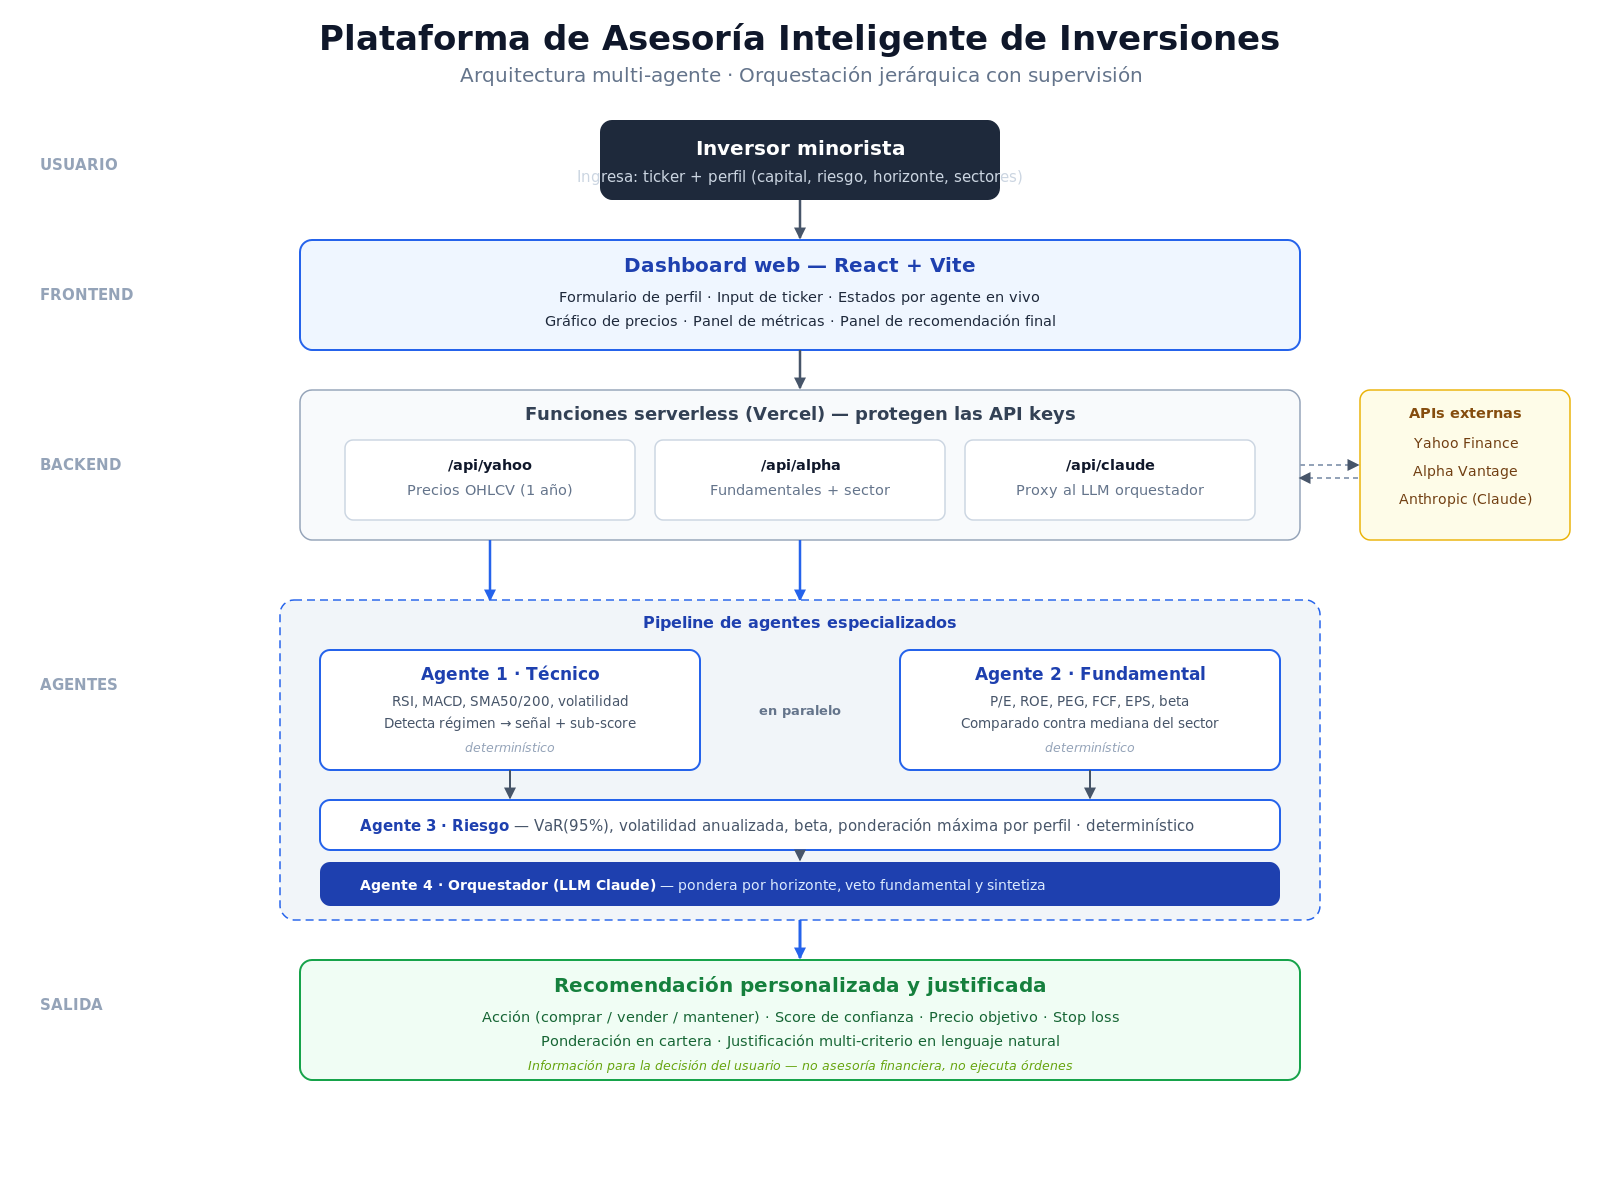 Plataforma de Asesoría Inteligente de Inversiones
Arquitectura multi-agente · Orquestación jerárquica con supervisión
USUARIO
Inversor minorista
Ingresa: ticker + perfil (capital, riesgo, horizonte, sectores)
FRONTEND
Dashboard web — React + Vite
Formulario de perfil · Input de ticker · Estados por agente en vivo
Gráfico de precios · Panel de métricas · Panel de recomendación final
BACKEND
Funciones serverless (Vercel) — protegen las API keys
/api/yahoo
Precios OHLCV (1 año)
/api/alpha
Fundamentales + sector
/api/claude
Proxy al LLM orquestador
APIs externas
Yahoo Finance
Alpha Vantage
Anthropic (Claude)
AGENTES
Pipeline de agentes especializados
Agente 1 · Técnico
RSI, MACD, SMA50/200, volatilidad
Detecta régimen → señal + sub-score
determinístico
en paralelo
Agente 2 · Fundamental
P/E, ROE, PEG, FCF, EPS, beta
Comparado contra mediana del sector
determinístico
Agente 3 · Riesgo — VaR(95%), volatilidad anualizada, beta, ponderación máxima por perfil · determinístico
Agente 4 · Orquestador (LLM Claude) — pondera por horizonte, veto fundamental y sintetiza
SALIDA
Recomendación personalizada y justificada
Acción (comprar / vender / mantener) · Score de confianza · Precio objetivo · Stop loss
Ponderación en cartera · Justificación multi-criterio en lenguaje natural
Información para la decisión del usuario — no asesoría financiera, no ejecuta órdenes